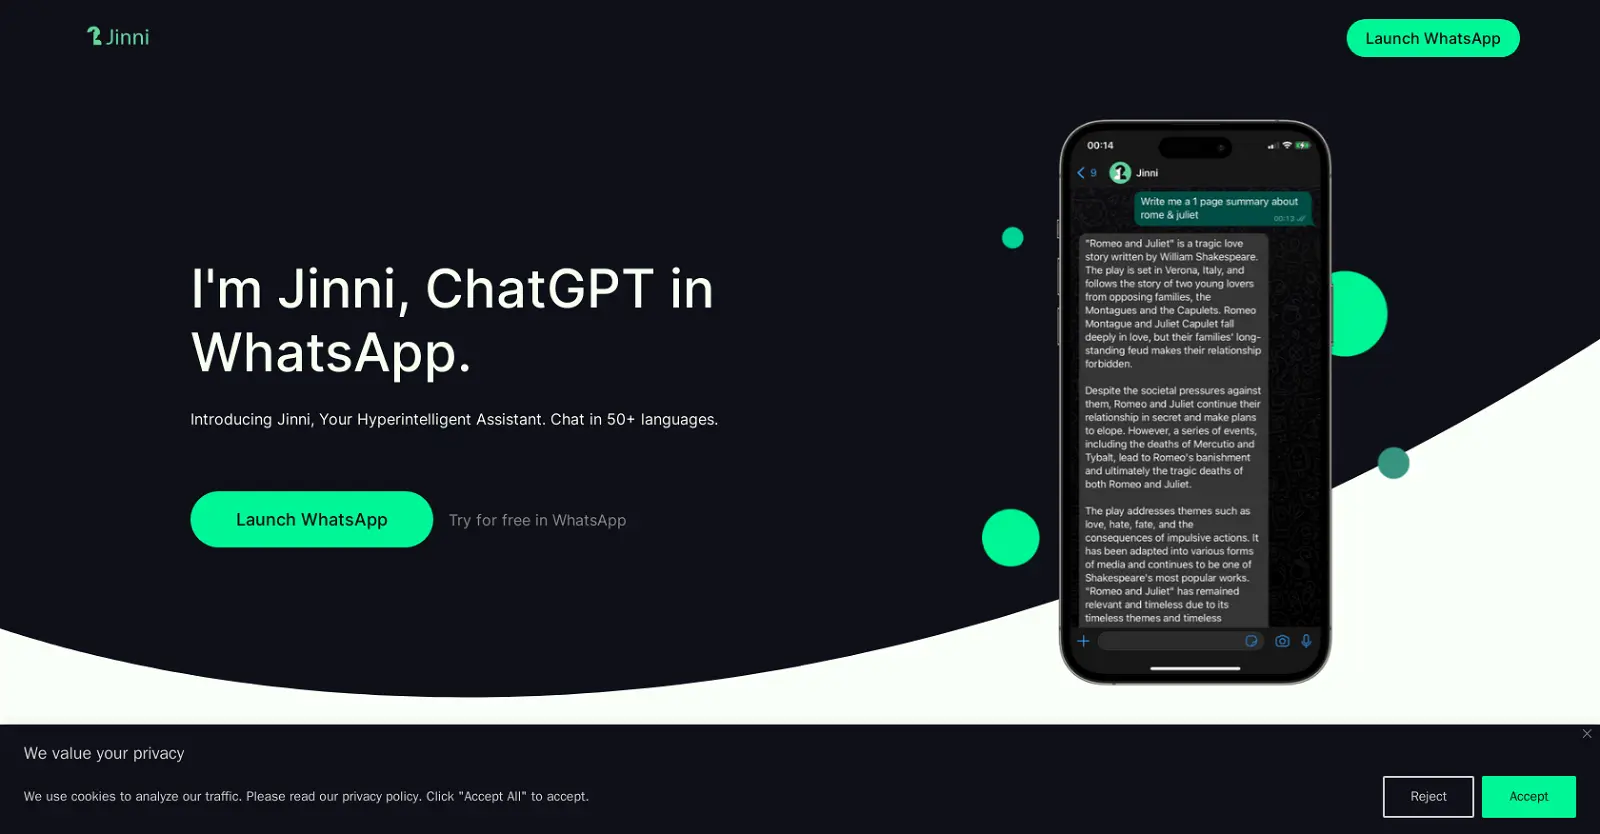 Jinni
Launch WhatsApp
I'm Jinni, ChatGPT in
WhatsApp.
Introducing Jinni, Your Hyperintelligent Assistant. Chat in 50+ languages.
Launch WhatsApp
Try for free in WhatsApp
00:14
9
Jinni
Write me a 1 page summary about
rome & juliet
00:13
"Romeo and Juliet" is a tragic love
story written by William Shakespeare.
The play is set in Verona, Italy, and
follows the story of two young lovers
from opposing families, the
Montagues and the Capulets. Romeo
Montague and Juliet Capulet fall
deeply in love, but their families' long-
standing feud makes their relationship
forbidden.
Despite the societal pressures against
them, Romeo and Juliet continue their
relationship in secret and make plans
to elope. However, a series of events,
including the deaths of Mercutio and
Tybalt, lead to Romeo's banishment
and ultimately the tragic deaths of
both Romeo and Juliet.
The play addresses themes such as
love, hate, fate, and the
consequences of impulsive actions. It
has been adapted into various forms
of media and continues to be one of
Shakespeare's most popular works.
"Romeo and Juliet" has remained
relevant and timeless due to its
timeless themes and timeless
We value your privacy
We use cookies to analyze our traffic. Please read our privacy policy. Click "Accept All" to accept.
Reject
Accept